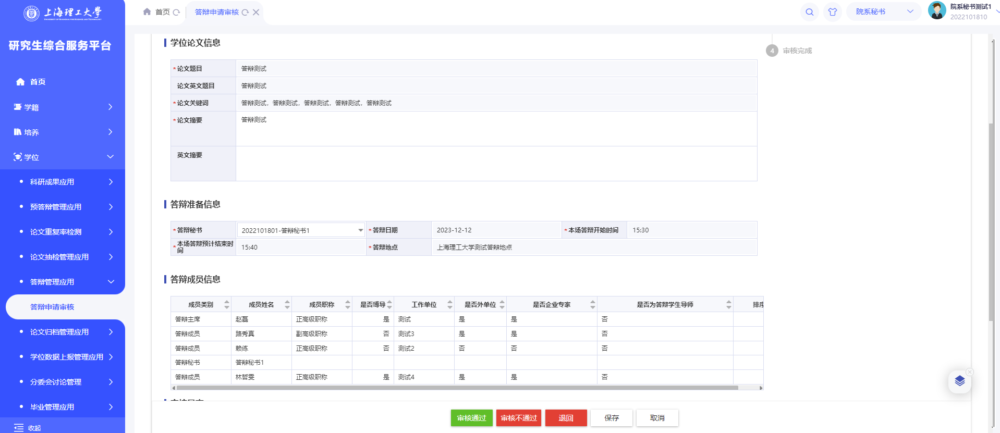 上海理工大學
UNIVERSITY OF SHANGHAI FOR SCIENCE AND TECHNOLOGY
研究生综合服务平台
首页
学籍
培养
学位
科研成果应用
预答辩管理应用
论文重复率检测
论文抽检管理应用
答辩管理应用
答辩申请审核
论文归档管理应用
学位数据上报管理应用
分委会讨论管理
毕业管理应用
收起
首页 答辩申请审核
院系秘书
院系秘书测试1
2022101810
学位论文信息
4 审核完成
*论文题目 答辩测试
论文英文题目 答辩测试
*论文关键词 答辩测试，答辩测试，答辩测试，答辩测试，答辩测试
*论文摘要 答辩测试
英文摘要
答辩准备信息
*答辩秘书 2022101801-答辩秘书1 *答辩日期 2023-12-12 *本场答辩开始时间 15:30
*本场答辩预计结束时间 15:40 *答辩地点 上海理工大学测试答辩地点
答辩成员信息
成员类别 成员姓名 成员职称 是否博导 工作单位 是否外单位 是否企业专家 是否为答辩学生导师 排序
答辩主席 赵磊 正高级职称 是 测试 是 是 否
答辩成员 路秀真 副高级职称 否 测试3 是 是 否
答辩成员 赖练 正高级职称 否 测试2 否 否 否
答辩秘书 答辩秘书1
答辩成员 林哲雯 正高级职称 是 测试4 是 是 否
审核通过 审核不通过 退回 保存 取消